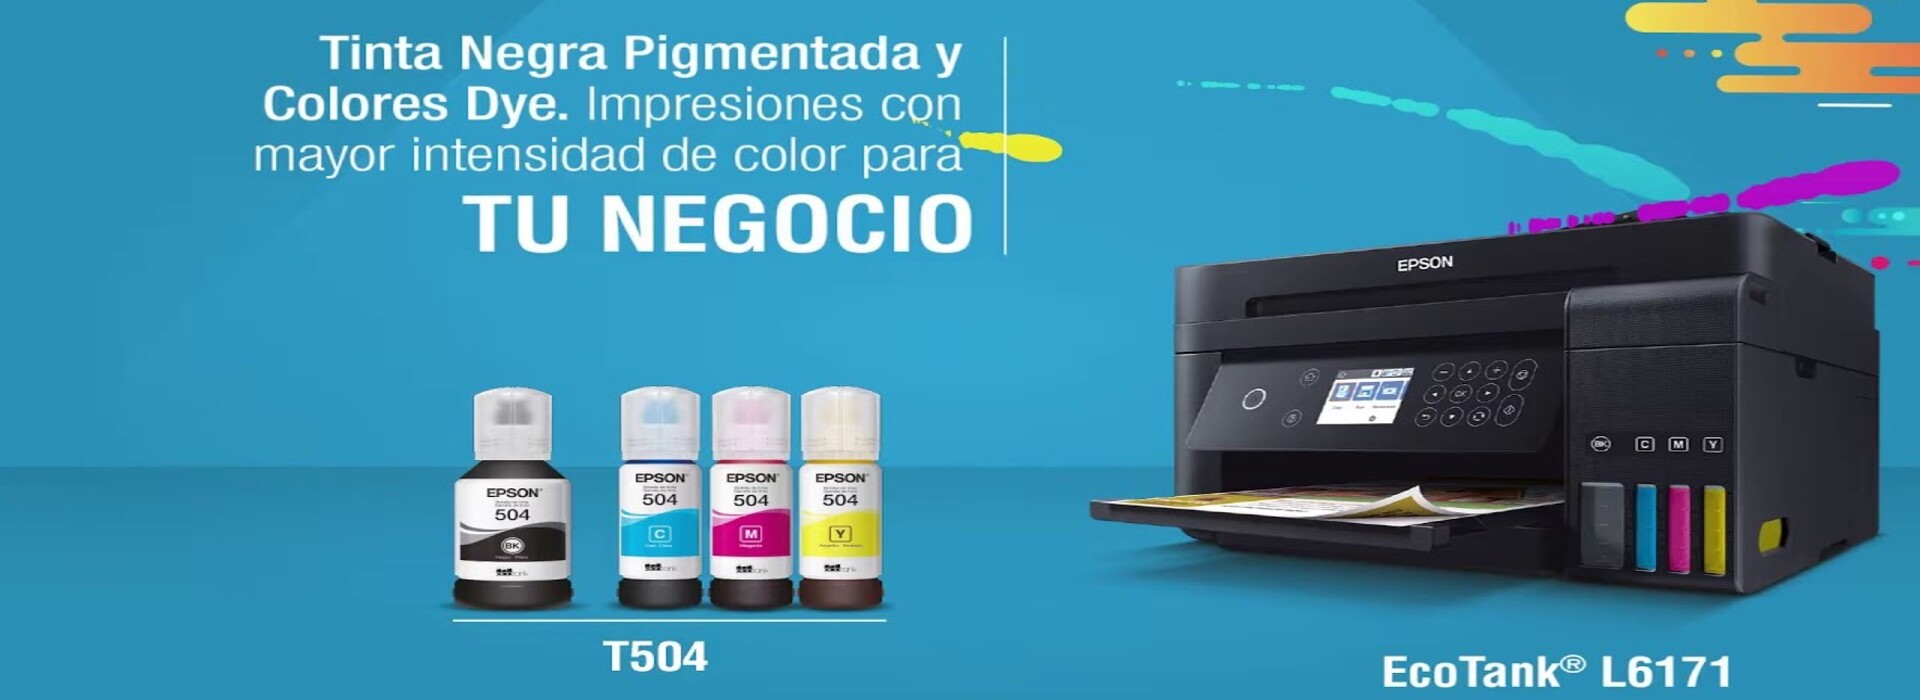 Tinta Negra Pigmentada y
Colores Dye. Impresiones con
mayor intensidad de color para
TU NEGOCIO
EPSON
BK C M Y
EPSON
504
BK
EPSON
504
C
EPSON
504
M
Magenta
EPSON
504
Y
T504
EcoTank® L6171